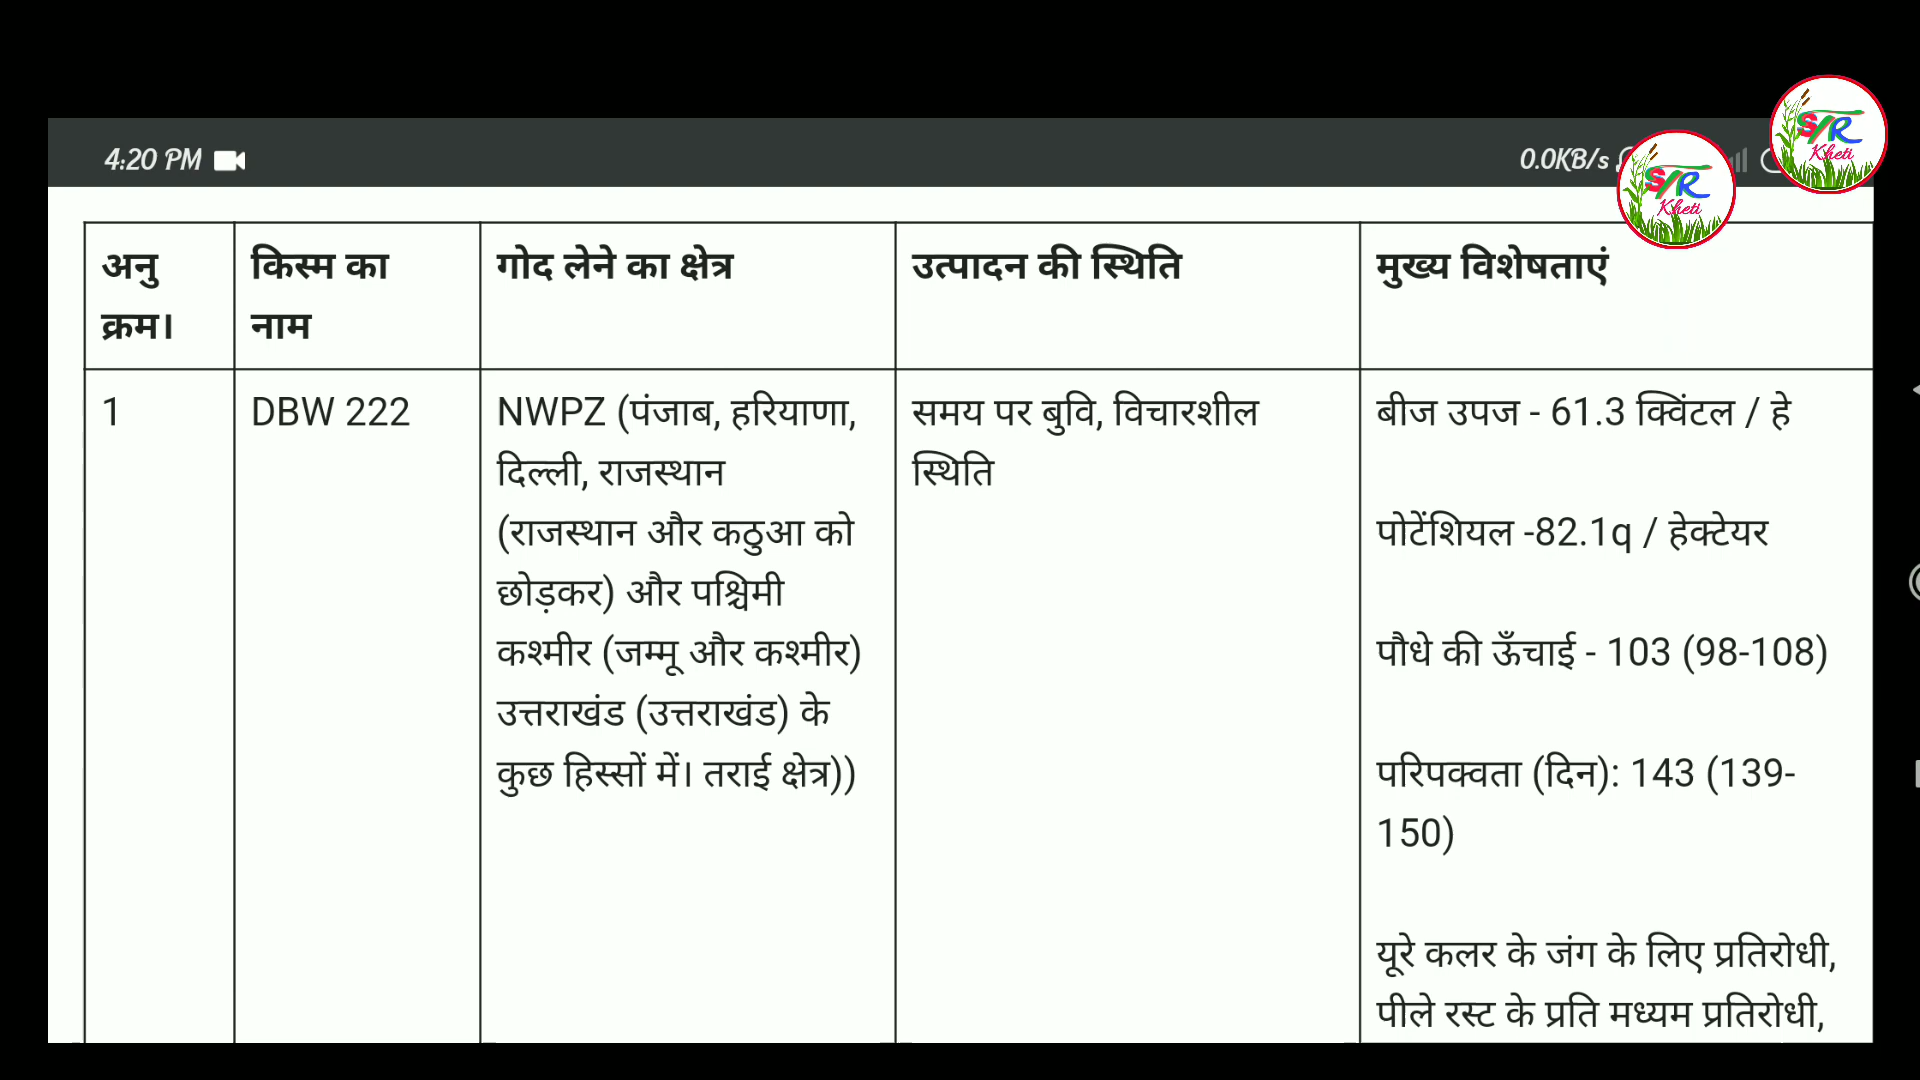 4:20 PM
0.0KB/s
STR
Kheti
STR
Kheti
अनु
क्रम।
किस्म का
नाम
गोद लेने का क्षेत्र
उत्पादन की स्थिति
मुख्य विशेषताएं
1
DBW 222
NWPZ (पंजाब, हरियाणा,
दिल्ली, राजस्थान
(राजस्थान और कठुआ को
छोड़कर) और पश्चिमी
कश्मीर (जम्मू और कश्मीर)
उत्तराखंड (उत्तराखंड) के
कुछ हिस्सों में। तराई क्षेत्र))
समय पर बुवि, विचारशील
स्थिति
बीज उपज - 61.3 क्विंटल / हे
पोटेंशियल -82.1q / हेक्टेयर
पौधे की ऊँचाई - 103 (98-108)
परिपक्वता (दिन): 143 (139-
150)
यूरे कलर के जंग के लिए प्रतिरोधी,
पीले रस्ट के प्रति मध्यम प्रतिरोधी,